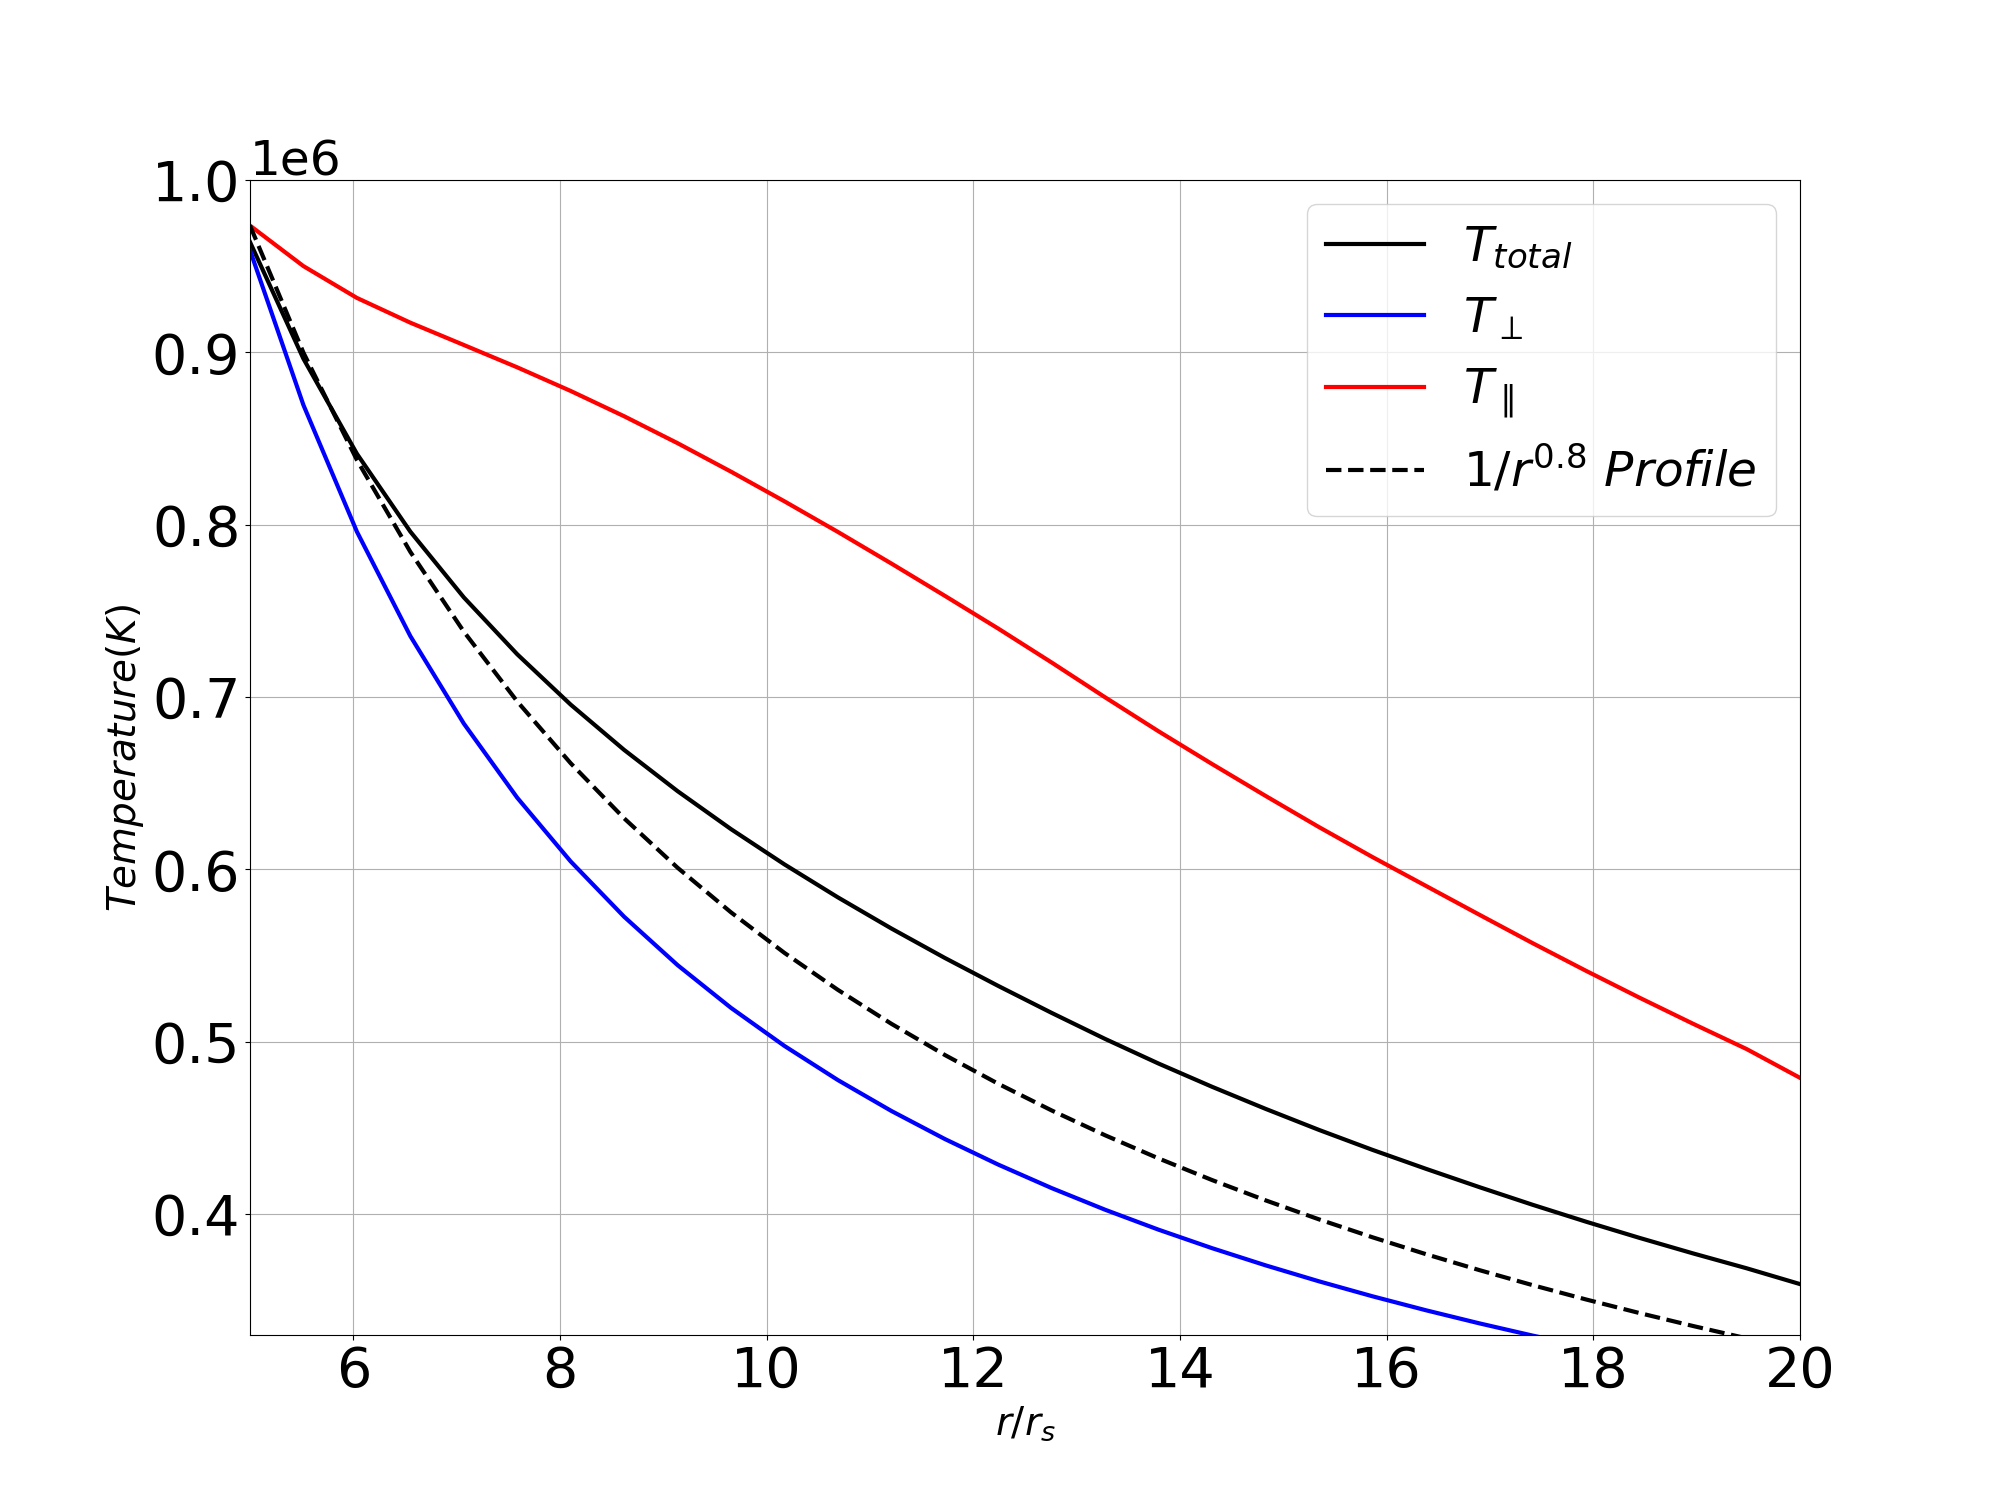 1e6
1.0
0.9
0.8
0.7
0.6
0.5
0.4
Temperature(K)
T_total
T_⊥
T_∥
1/r^0.8 Profile
6 8 10 12 14 16 18 20
r/r_s